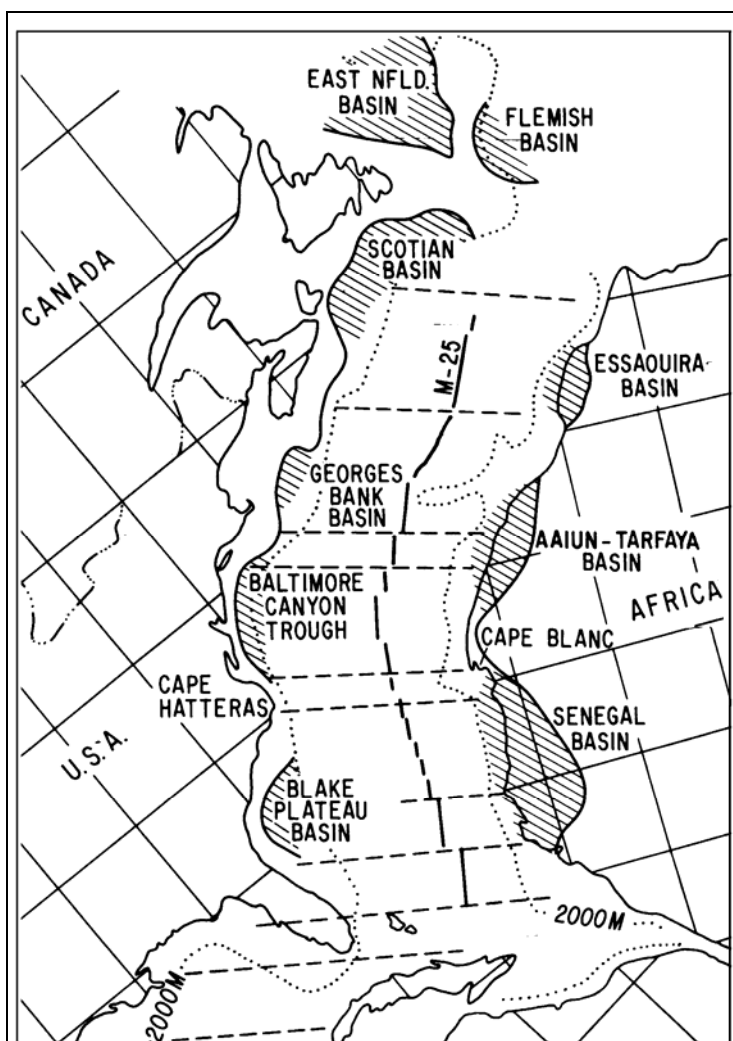 EAST NFLD.
BASIN
FLEMISH
BASIN
SCOTIAN
BASIN
CANADA
M-25
ESSAOUIRA
BASIN
GEORGES
BANK
BASIN
AAIUN-TARFAYA
BASIN
BALTIMORE
CANYON
TROUGH
AFRICA
CAPE BLANC
CAPE
HATTERAS
SENEGAL
BASIN
U.S.A.
BLAKE
PLATEAU
BASIN
2000M
2000M